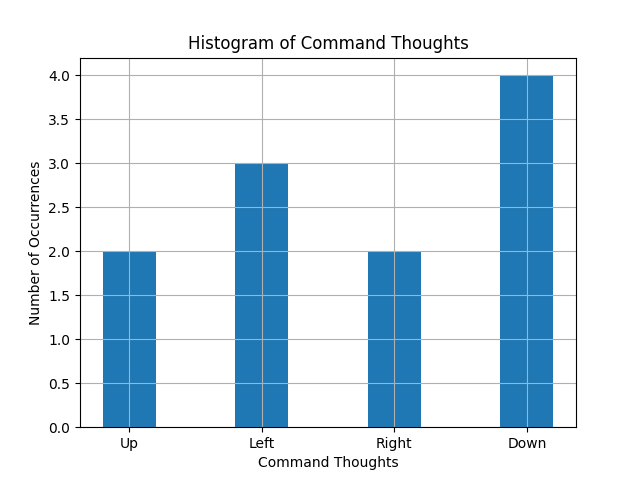 Histogram of Command Thoughts
Number of Occurrences
4.0
3.5
3.0
2.5
2.0
1.5
1.0
0.5
0.0
Up Left Right Down
Command Thoughts